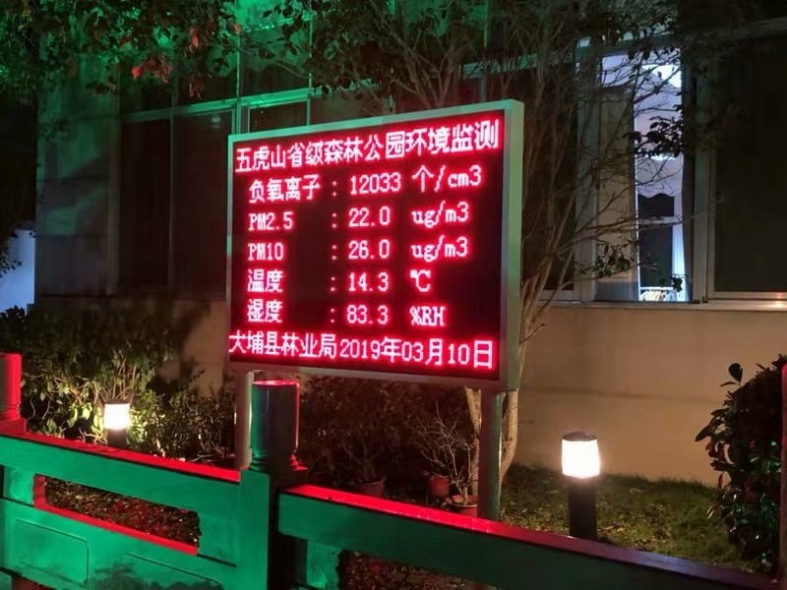 五虎山省级森林公园环境监测
负氧离子 : 12033 个/cm3
PM2.5 : 22.0 ug/m3
PM10 : 26.0 ug/m3
温度 : 14.3 ℃
湿度 : 83.3 %RH
大埔县林业局2019年03月10日